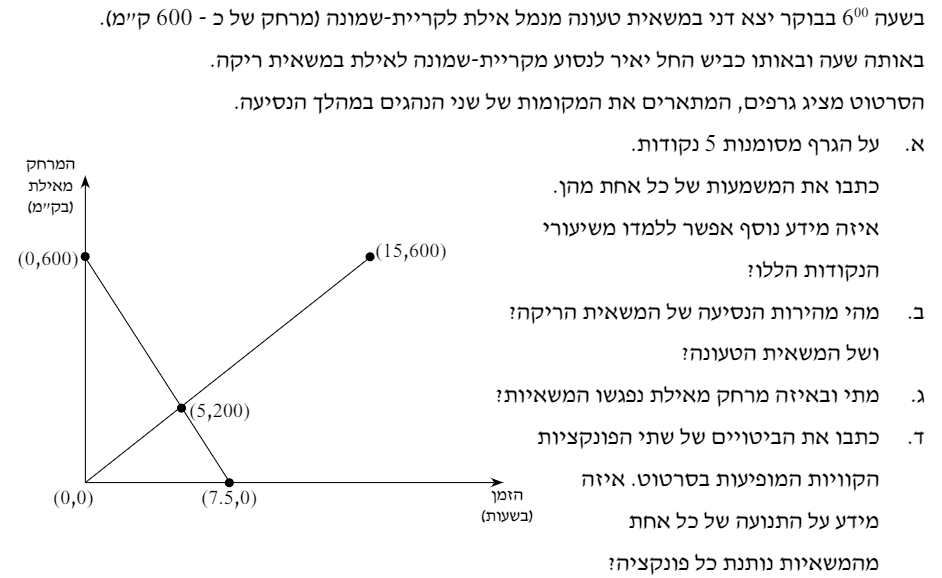 בשעה 6⁰⁰ בבוקר יצא דני במשאית טעונה מנמל אילת לקריית-שמונה (מרחק של כ - 600 ק״מ).
באותה שעה ובאותו כביש החל יאיר לנסוע מקריית-שמונה לאילת במשאית ריקה.
הסרטוט מציג גרפים, המתארים את המקומות של שני הנהגים במהלך הנסיעה.
א. על הגרף מסומנות 5 נקודות.
כתבו את המשמעות של כל אחת מהן.
איזה מידע נוסף אפשר ללמדו משיעורי
הנקודות הללו?
ב. מהי מהירות הנסיעה של המשאית הריקה?
ושל המשאית הטעונה?
ג. מתי ובאיזה מרחק מאילת נפגשו המשאיות?
ד. כתבו את הביטויים של שתי הפונקציות
הקוויות המופיעות בסרטוט. איזה
מידע על התנועה של כל אחת
מהמשאיות נותנת כל פונקציה?
המרחק
מאילת
(בק״מ)
(0,600)
(15,600)
(5,200)
(0,0)
(7.5,0)
הזמן
(בשעות)